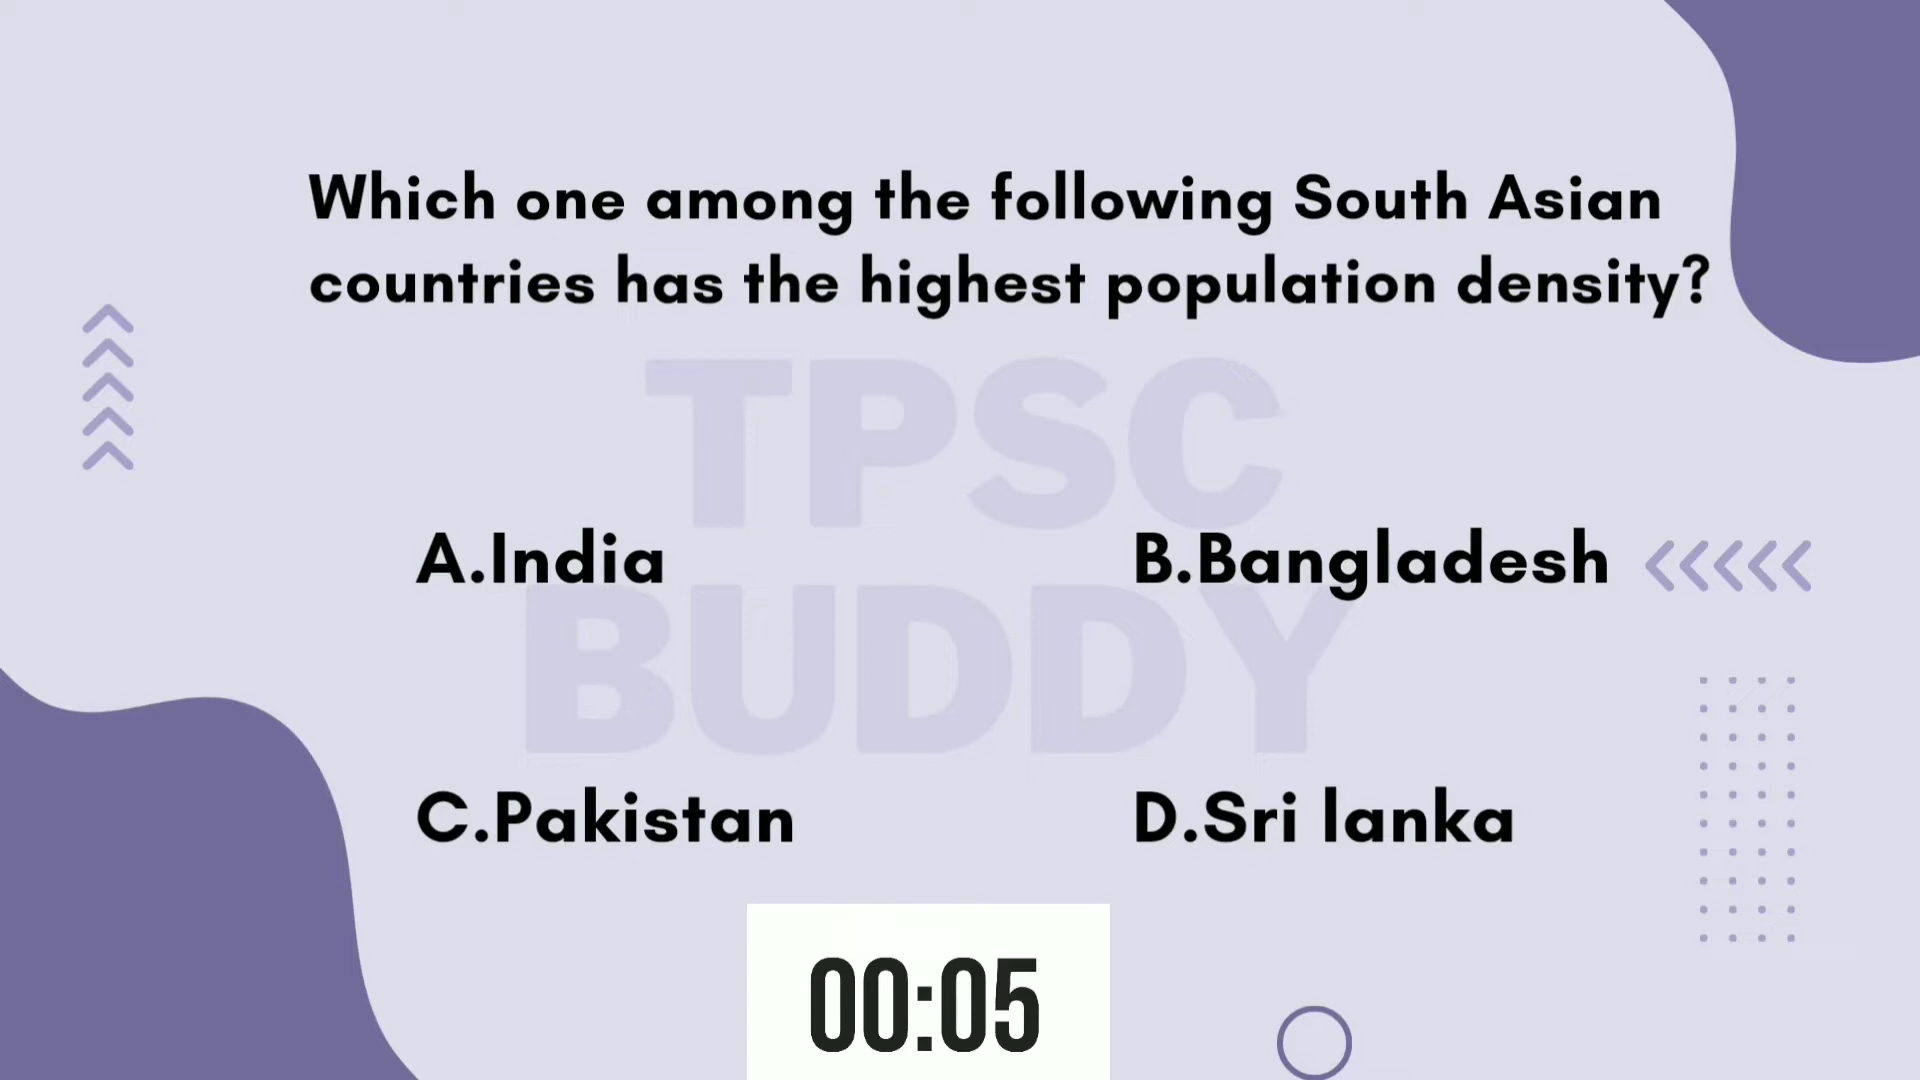 Which one among the following South Asian
countries has the highest population density?
TPSC
A.India
B.Bangladesh
BUDDY
C.Pakistan
D.Sri lanka
00:05